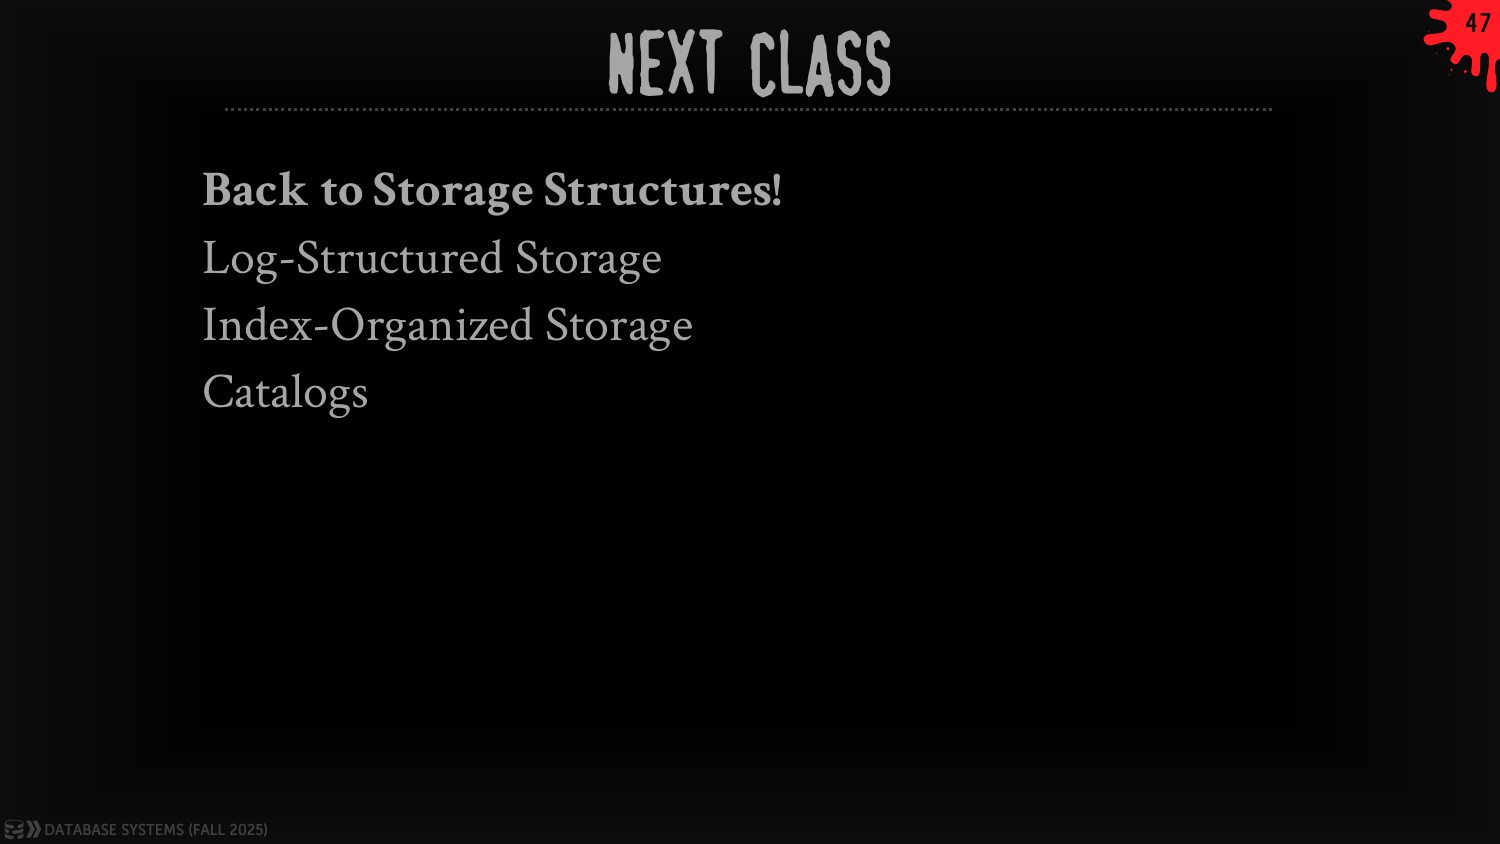 47
NEXT CLASS
Back to Storage Structures!
Log-Structured Storage
Index-Organized Storage
Catalogs
DATABASE SYSTEMS (FALL 2025)